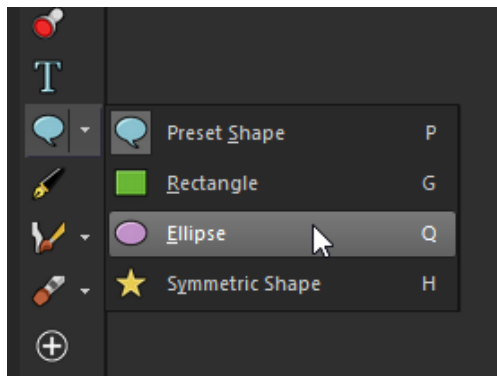 T
Preset Shape P
Rectangle G
Ellipse Q
Symmetric Shape H